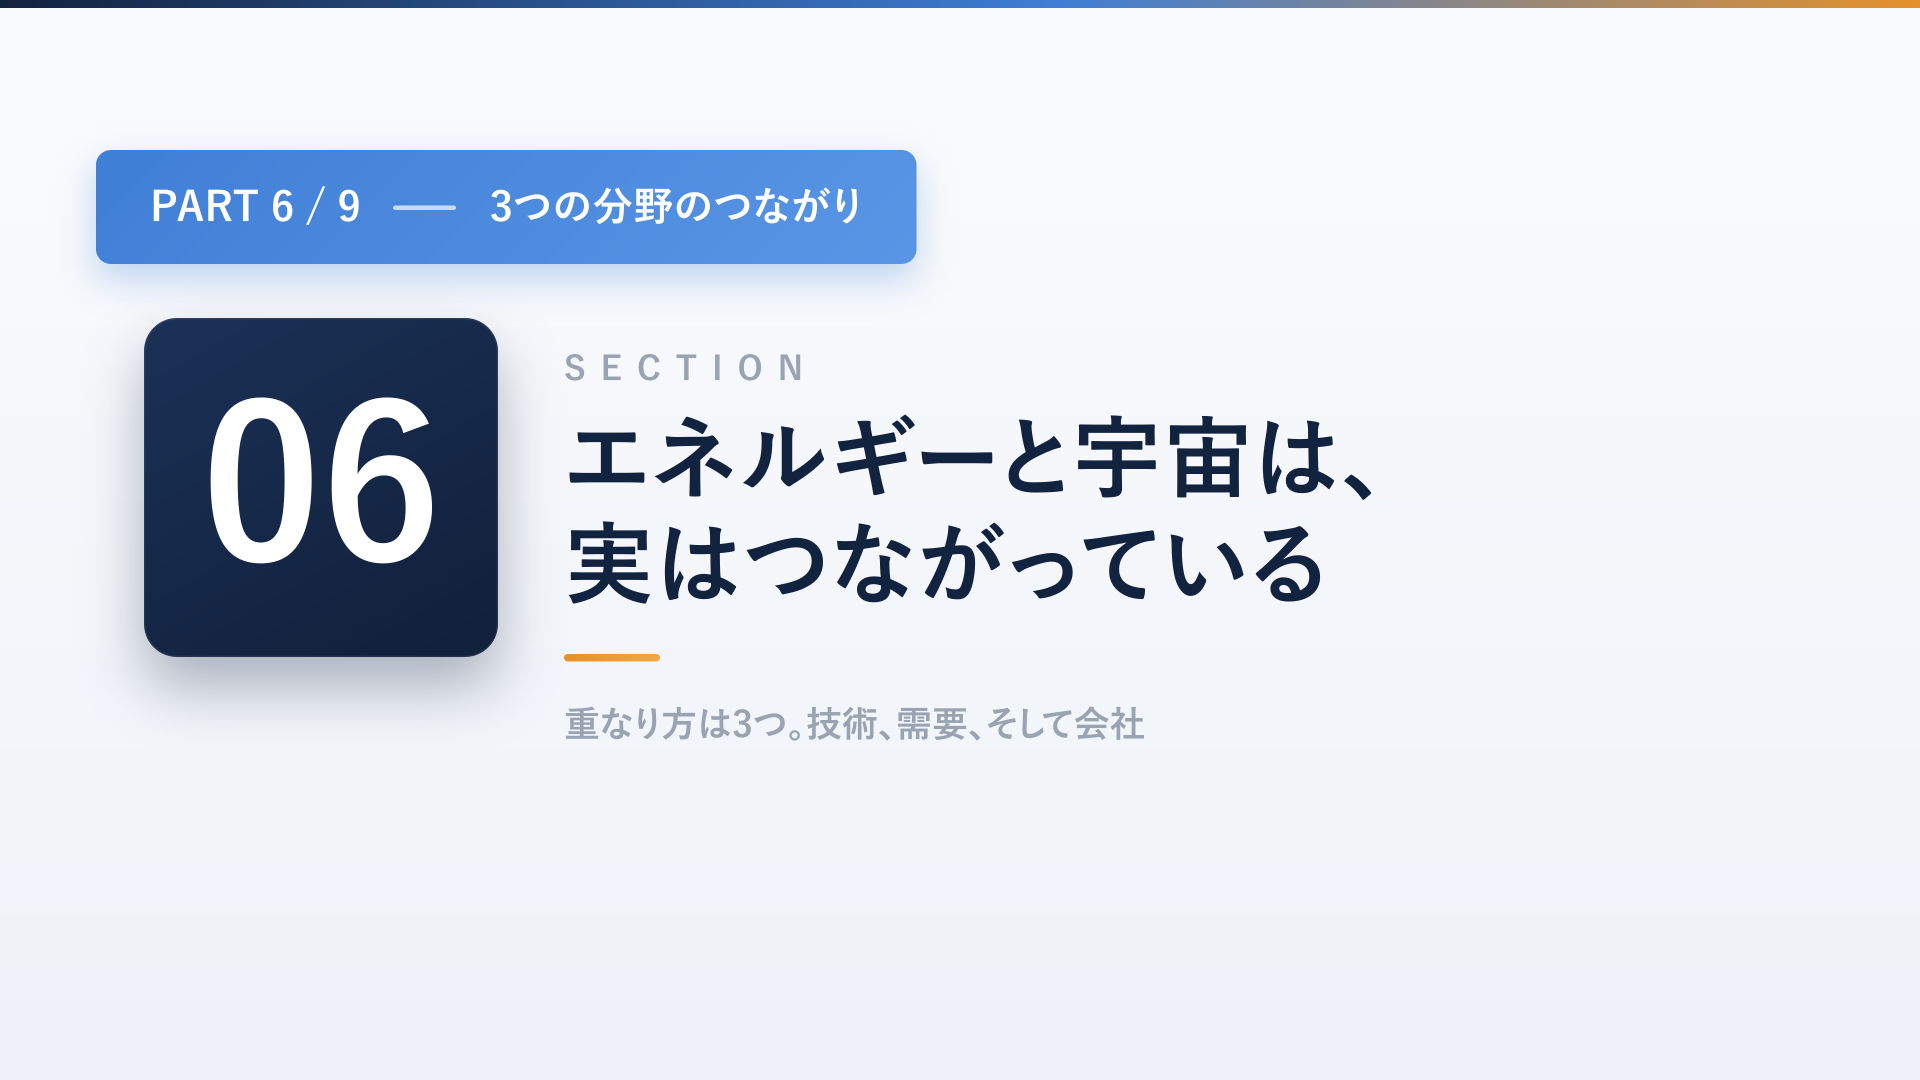 PART 6 / 9 — 3つの分野のつながり
06
SECTION
エネルギーと宇宙は、
実はつながっている
重なり方は3つ。技術、需要、そして会社